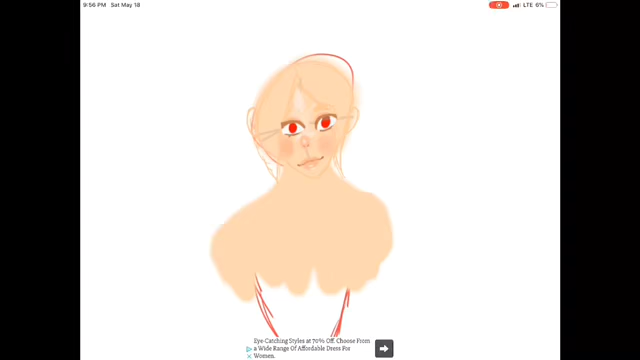 9:56 PM Sat May 18 LTE 6%
Eye Catching Styles at 70% Off. Choose From
a Wide Range Of Affordable Dress For
Women.